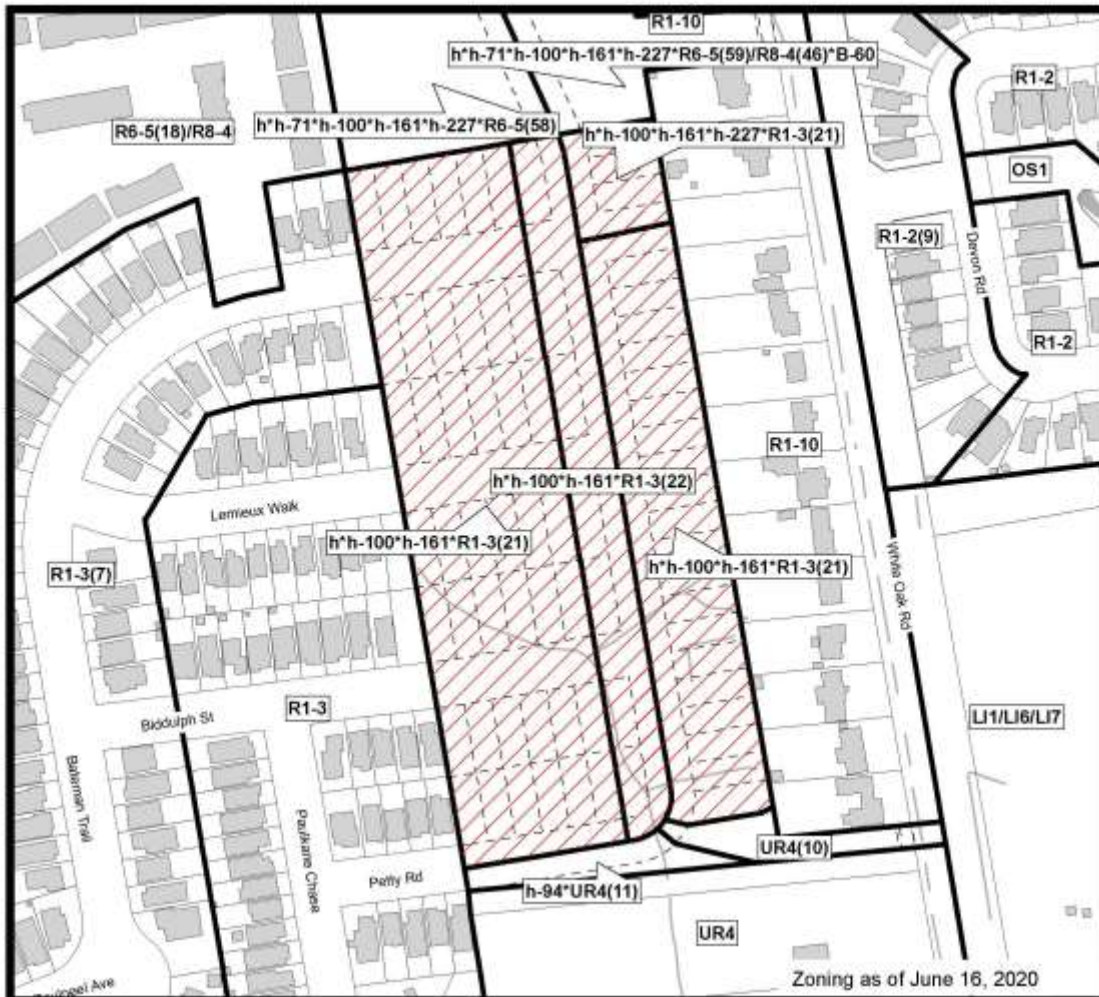 R1-10
h*h-71*h-100*h-161*h-227*R6-5(59)/R8-4(46)*B-60
R1-2
R6-5(18)/R8-4
h*h-71*h-100*h-161*h-227*R6-5(58)
h*h-100*h-161*h-227*R1-3(21)
OS1
R1-2(9)
Devon Rd
R1-2
R1-10
h*h-100*h-161*R1-3(22)
Lemieux Walk
h*h-100*h-161*R1-3(21)
h*h-100*h-161*R1-3(21)
R1-3(7)
White Oak Rd
R1-3
Biddulph St
LI1/LI6/LI7
Bateman Trail
Paulkane Chase
UR4(10)
Petty Rd
h-94*UR4(11)
UR4
Ave
Zoning as of June 16, 2020